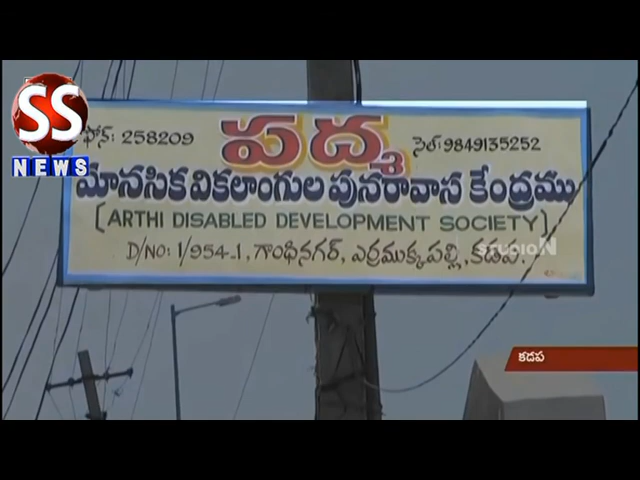 SS
NEWS
ఫోన్: 258209
పద్మ
సెల్: 9849135252
మానసిక వికలాంగుల పునరావాస కేంద్రము
(ARTHI DISABLED DEVELOPMENT SOCIETY)
D/NO: 1/954-1, గాంధినగర్, ఎర్రముక్కపల్లి, కడప.
STUDIO N
కడప